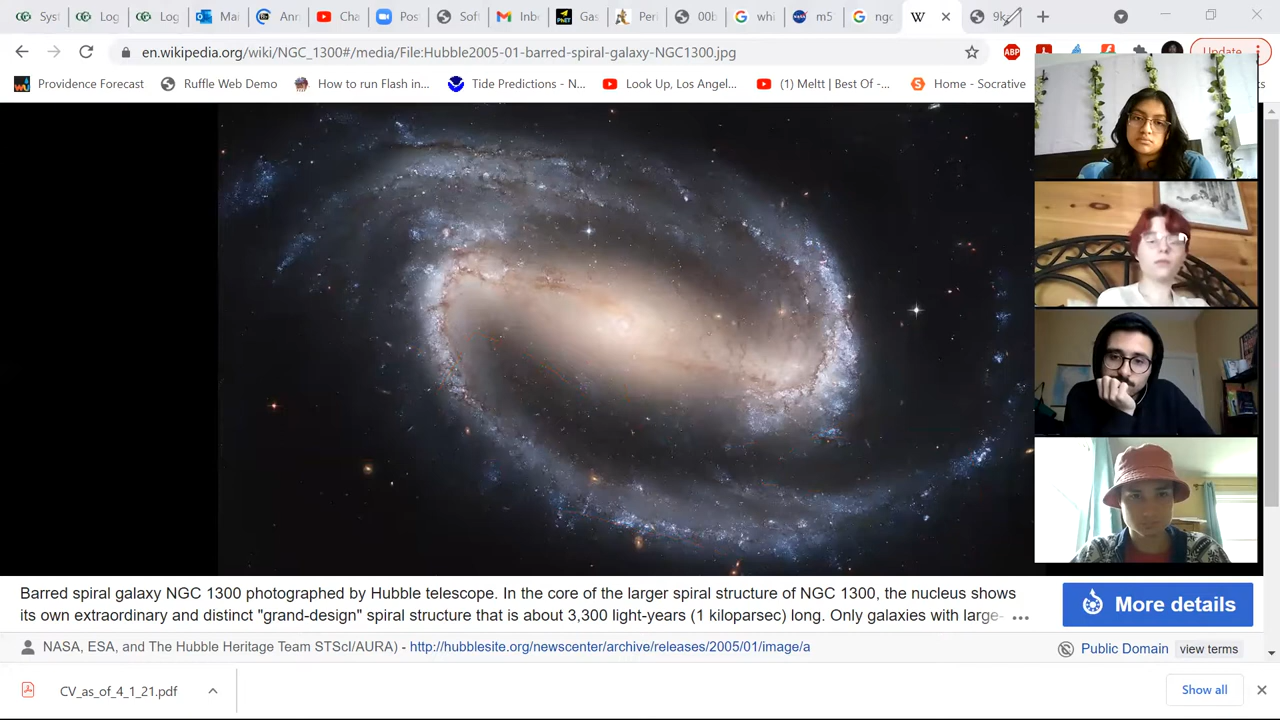 Sys
Log
Log
Mai
Ann
Cha
Pos
Sof
Inb
Gas
Per
00b
whi
m5
ngc
W
9k
en.wikipedia.org/wiki/NGC_1300#/media/File:Hubble2005-01-barred-spiral-galaxy-NGC1300.jpg
ABP
Update
Providence Forecast
Ruffle Web Demo
How to run Flash in...
Tide Predictions - N...
Look Up, Los Angel...
(1) Meltt | Best Of -...
Home - Socrative
Barred spiral galaxy NGC 1300 photographed by Hubble telescope. In the core of the larger spiral structure of NGC 1300, the nucleus shows
its own extraordinary and distinct "grand-design" spiral structure that is about 3,300 light-years (1 kiloparsec) long. Only galaxies with large-
...
More details
NASA, ESA, and The Hubble Heritage Team STScI/AURA) - http://hubblesite.org/newscenter/archive/releases/2005/01/image/a
Public Domain
view terms
CV_as_of_4_1_21.pdf
Show all